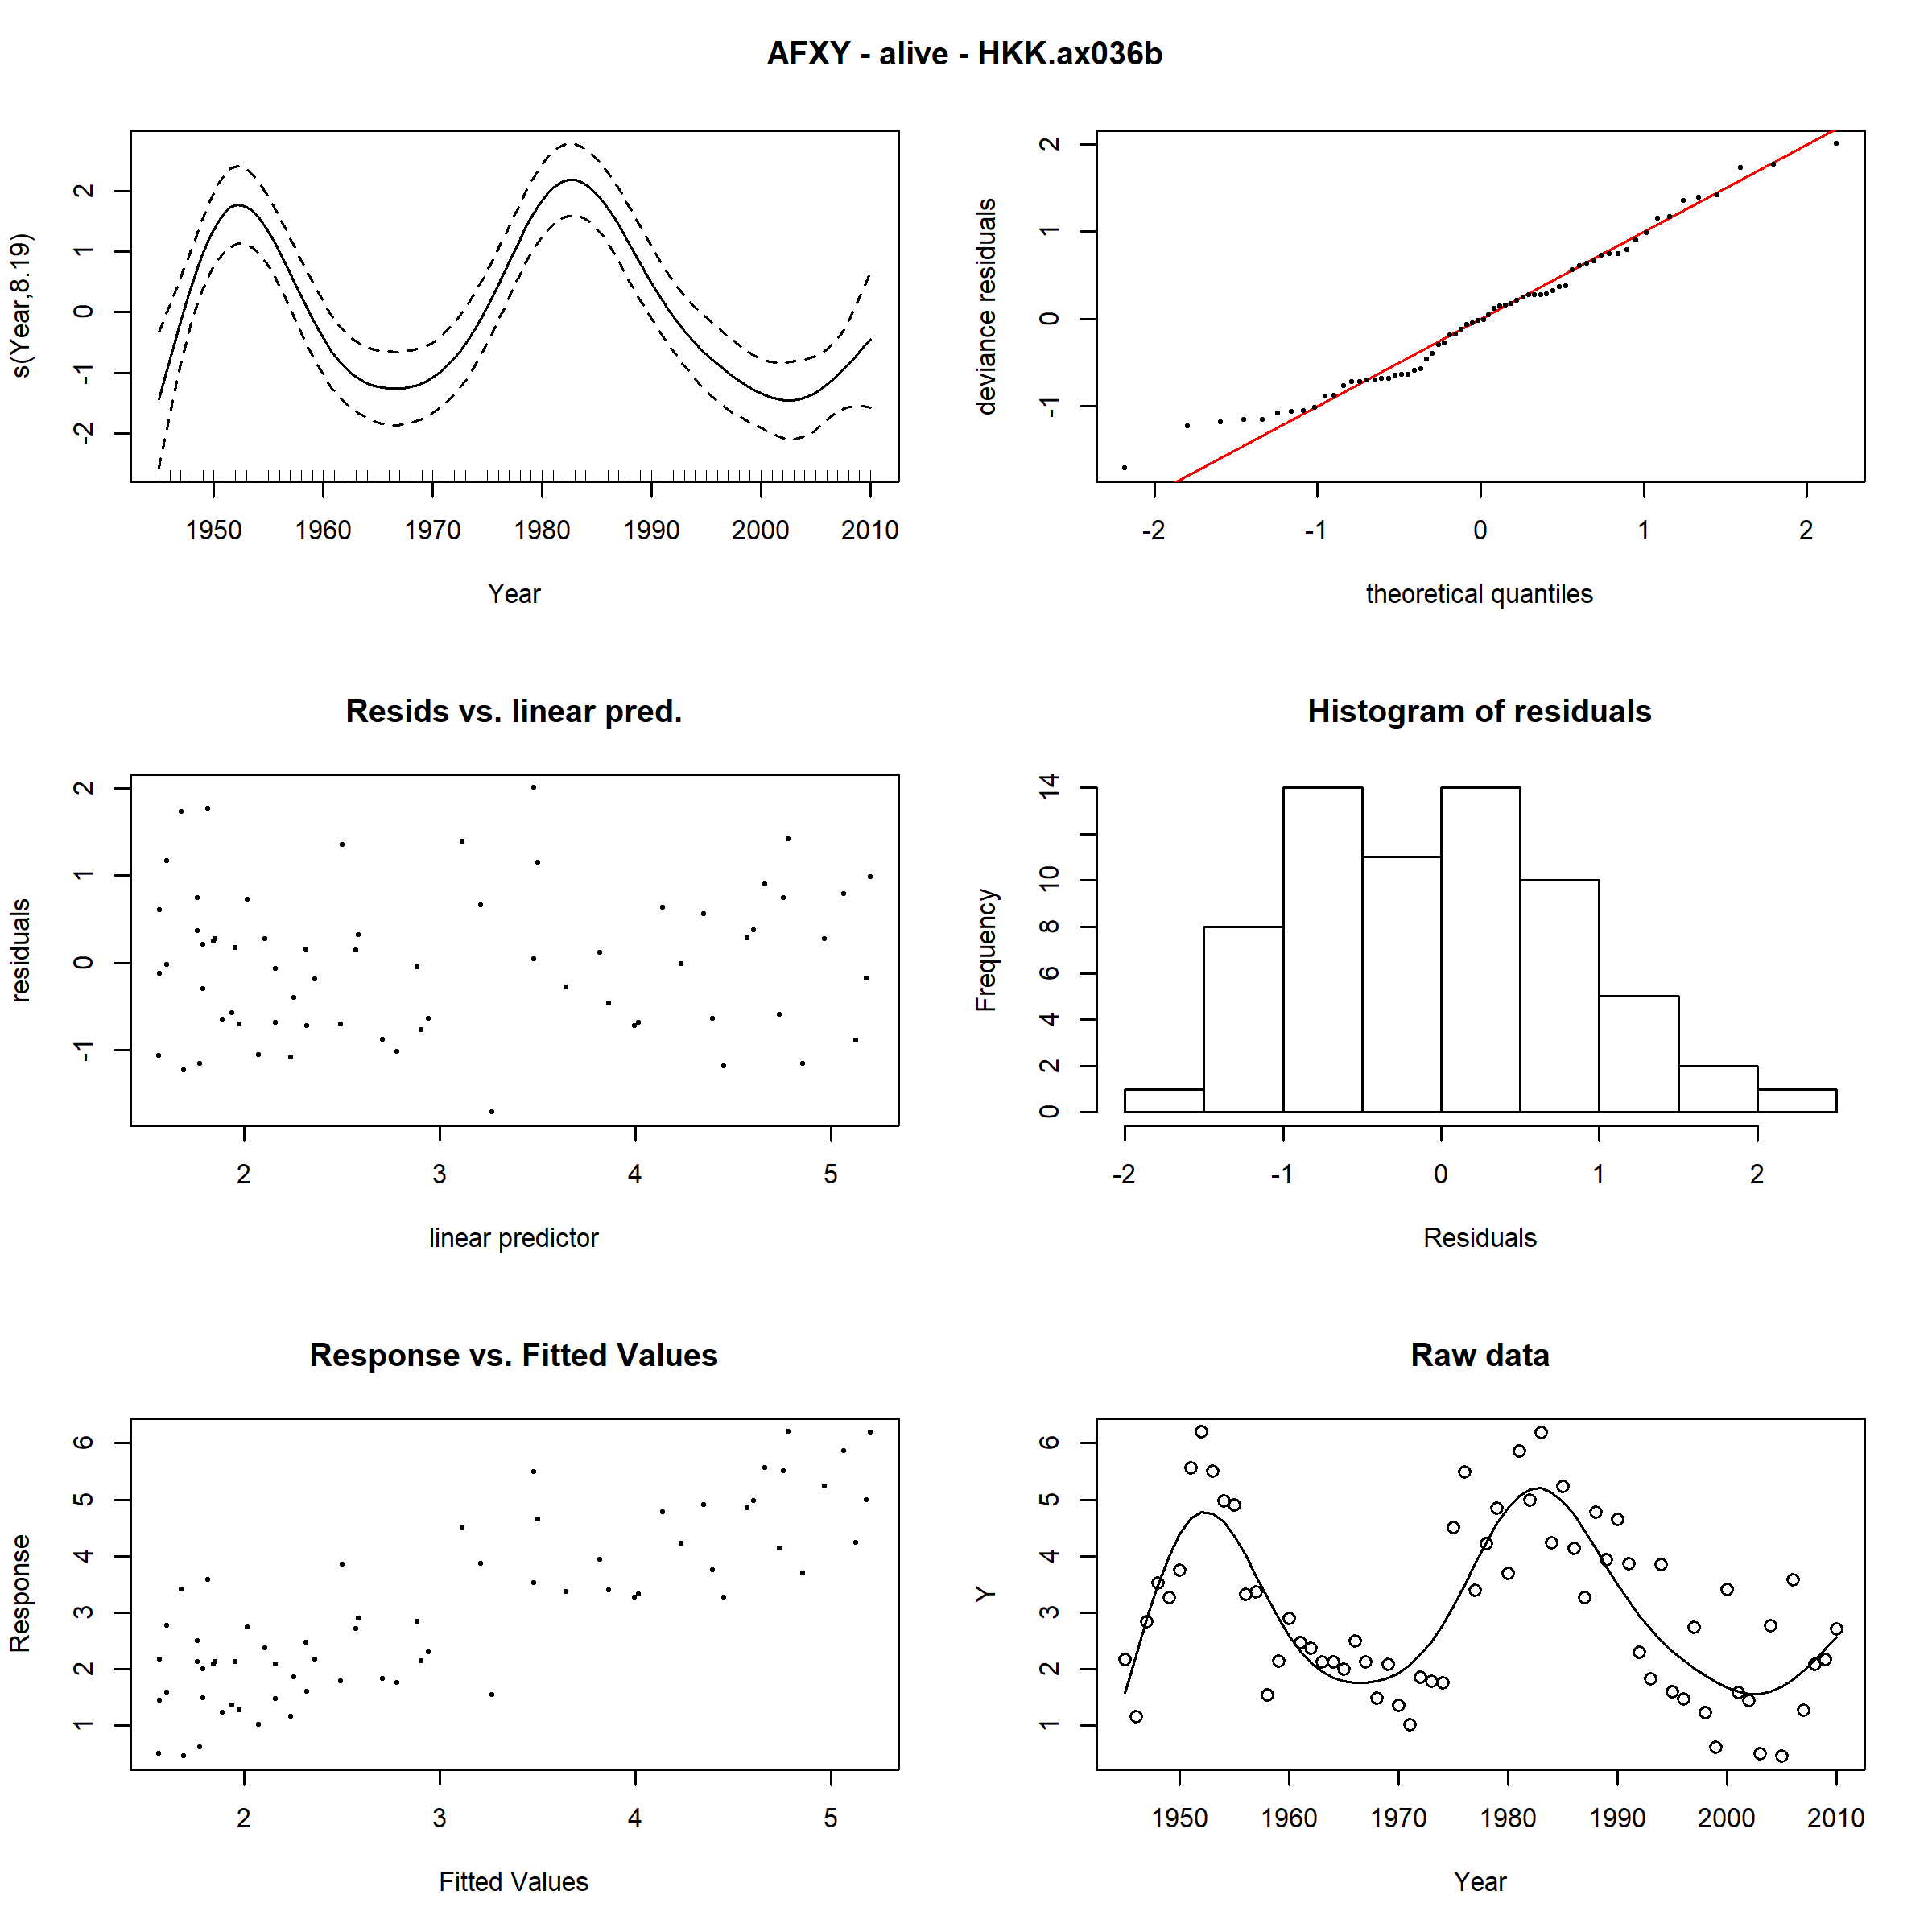 AFXY - alive - HKK.ax036b
s(Year,8.19)
2
1
0
-1
-2
1950 1960 1970 1980 1990 2000 2010
Year
deviance residuals
2
1
0
-1
-2 -1 0 1 2
theoretical quantiles
Resids vs. linear pred.
residuals
2
1
0
-1
2 3 4 5
linear predictor
Histogram of residuals
Frequency
14
10
8
6
4
2
0
-2 -1 0 1 2
Residuals
Response vs. Fitted Values
Response
6
5
4
3
2
1
2 3 4 5
Fitted Values
Raw data
Y
6
5
4
3
2
1
1950 1960 1970 1980 1990 2000 2010
Year